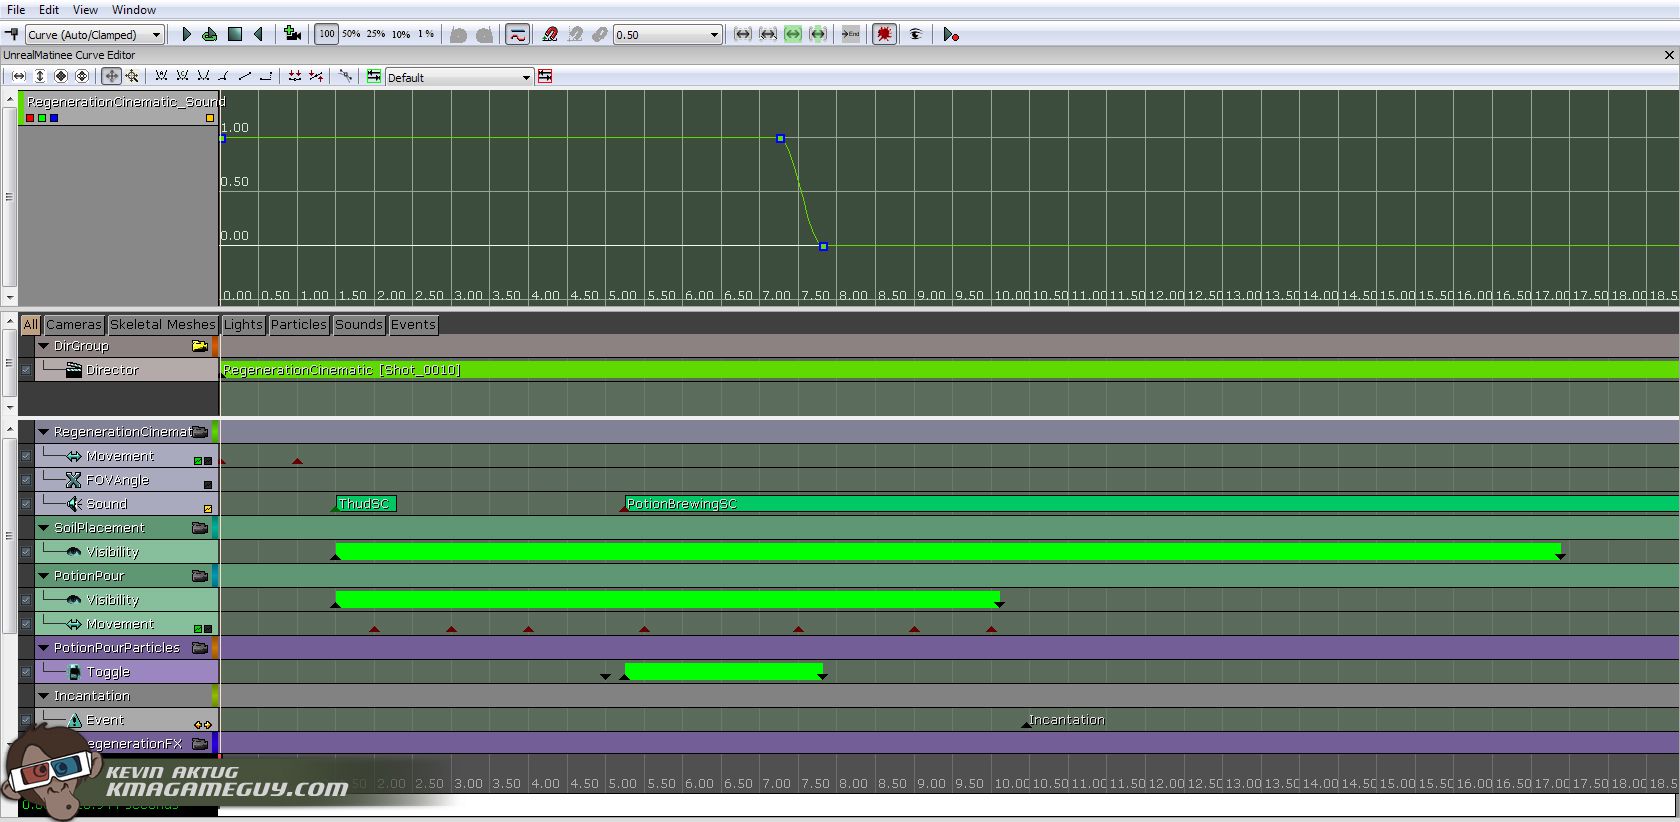 File Edit View Window
Curve (Auto/Clamped) 100 50% 25% 10% 1% 0.50 End
UnrealMatinee Curve Editor
Default
RegenerationCinematic_Sound
1.00
0.50
0.00
0.00 0.50 1.00 1.50 2.00 2.50 3.00 3.50 4.00 4.50 5.00 5.50 6.00 6.50 7.00 7.50 8.00 8.50 9.00 9.50 10.00 10.50 11.00 11.50 12.00 12.50 13.00 13.50 14.00 14.50 15.00 15.50 16.00 16.50 17.00 17.50 18.00 18.5
All Cameras Skeletal Meshes Lights Particles Sounds Events
DirGroup
Director RegenerationCinematic [Shot_0010]
RegenerationCinemat
Movement
FOVAngle
Sound ThudSC PotionBrewingSC
SoilPlacement
Visibility
PotionPour
Visibility
Movement
PotionPourParticles
Toggle
Incantation
Event Incantation
egenerationFX
KEVIN AKTUG
KMAGAMEGUY.COM
2.00 2.50 3.00 3.50 4.00 4.50 5.00 5.50 6.00 6.50 7.00 7.50 8.00 8.50 9.00 9.50 10.00 10.50 11.00 11.50 12.00 12.50 13.00 13.50 14.00 14.50 15.00 15.50 16.00 16.50 17.00 17.50 18.00 18.5